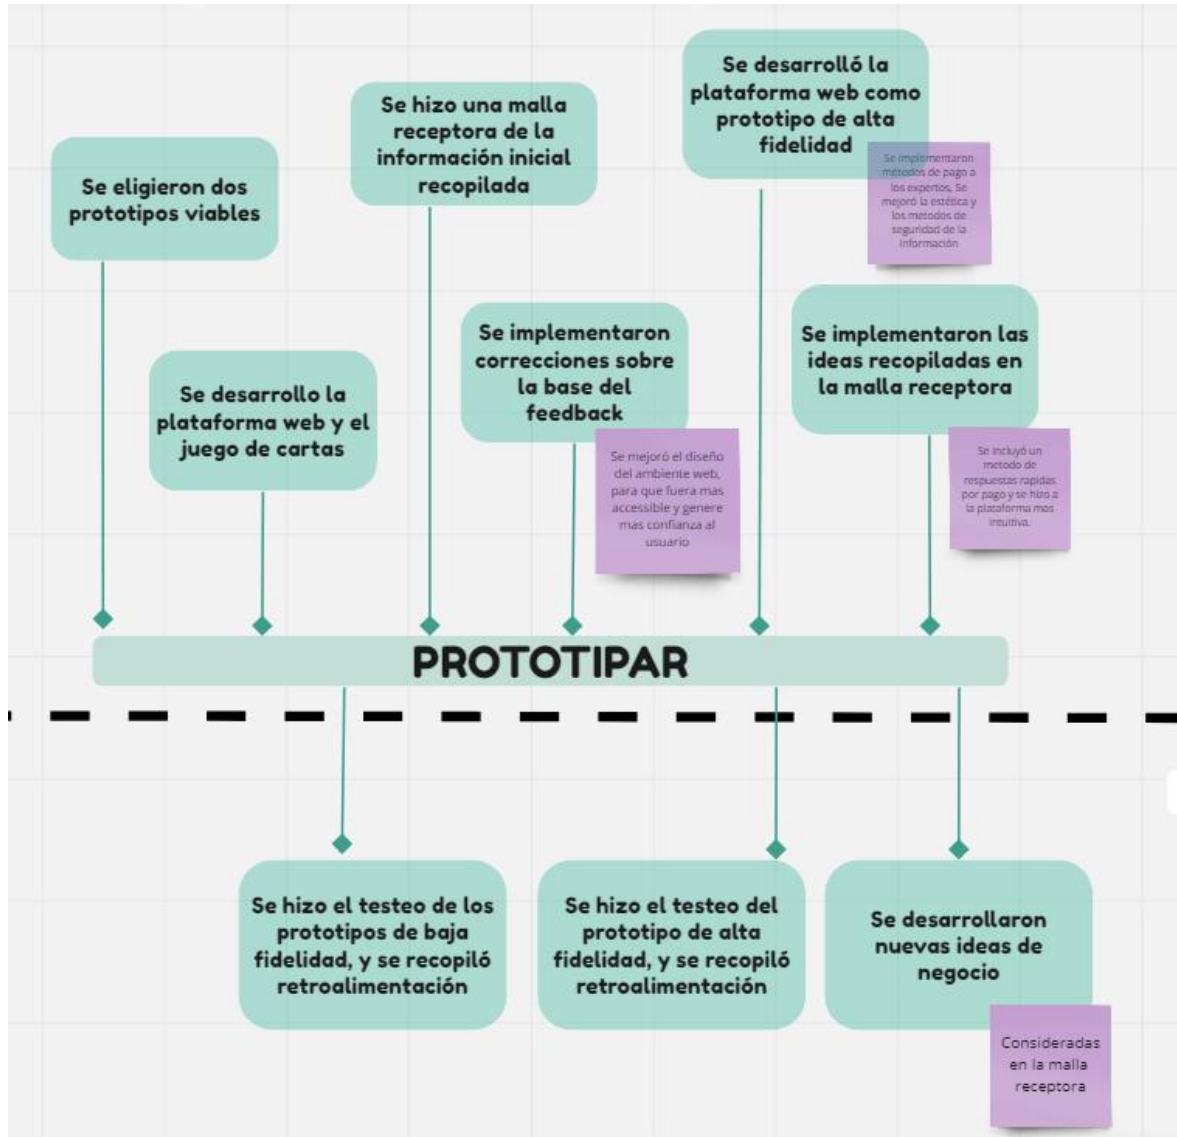 Se desarrolló la
plataforma web como
prototipo de alta
fidelidad
Se implementaron
métodos de pago a
los expertos, Se
mejoró la estética y
los metodos de
seguridad de la
información
Se hizo una malla
receptora de la
información inicial
recopilada
Se eligieron dos
prototipos viables
Se implementaron
correcciones sobre
la base del
feedback
Se mejoró el diseño
del ambiente web,
para que fuera mas
accessible y genere
mas confianza al
usuario
Se implementaron las
ideas recopiladas en
la malla receptora
Se incluyó un
metodo de
respuestas rapidas
por pago y se hizo a
la plataforma mas
intuitiva.
Se desarrollo la
plataforma web y el
juego de cartas
PROTOTIPAR
Se hizo el testeo de los
prototipos de baja
fidelidad, y se recopiló
retroalimentación
Se hizo el testeo del
prototipo de alta
fidelidad, y se recopiló
retroalimentación
Se desarrollaron
nuevas ideas de
negocio
Consideradas
en la malla
receptora